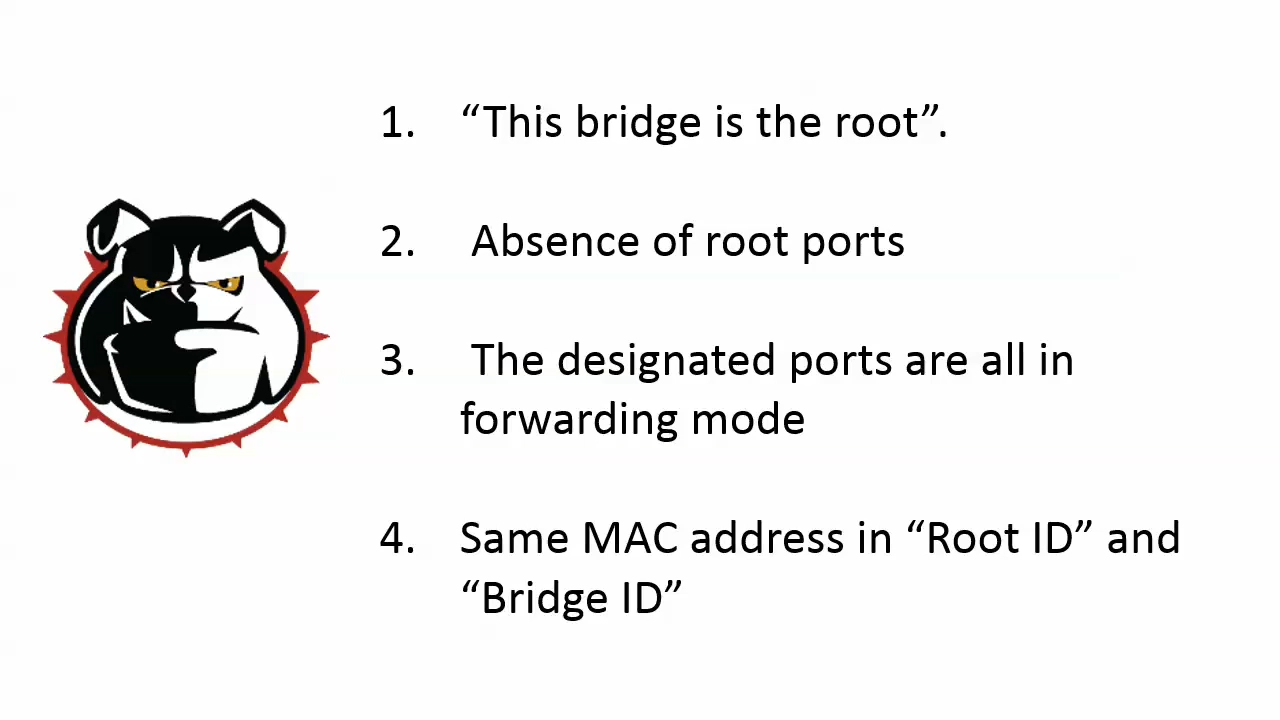 1. “This bridge is the root”.
2. Absence of root ports
3. The designated ports are all in
forwarding mode
4. Same MAC address in “Root ID” and
“Bridge ID”